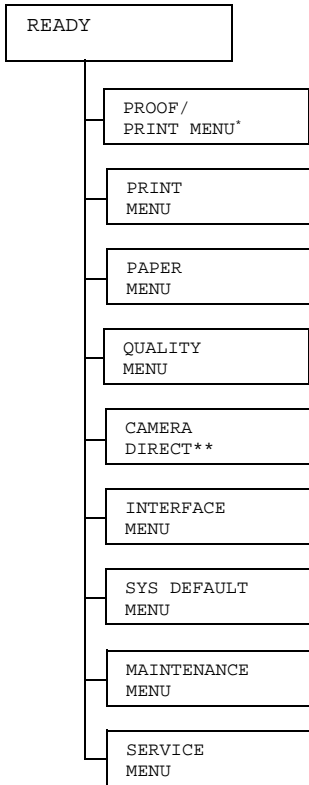 READY
PROOF/
PRINT MENU*
PRINT
MENU
PAPER
MENU
QUALITY
MENU
CAMERA
DIRECT**
INTERFACE
MENU
SYS DEFAULT
MENU
MAINTENANCE
MENU
SERVICE
MENU